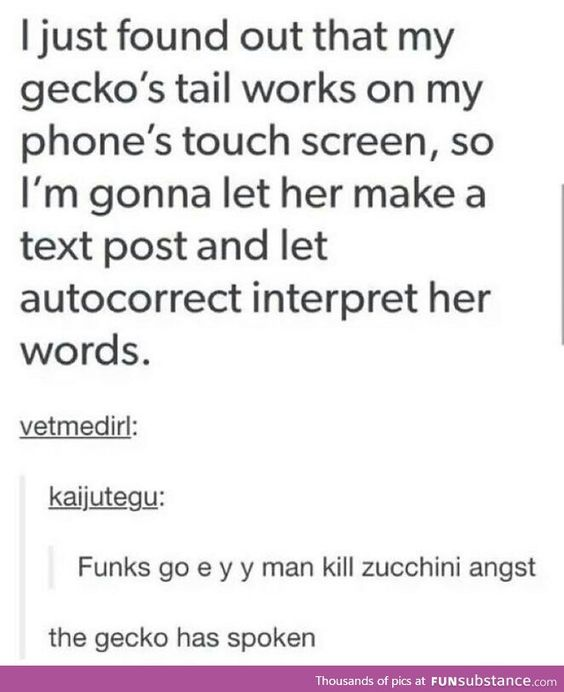 I just found out that my
gecko's tail works on my
phone's touch screen, so
I'm gonna let her make a
text post and let
autocorrect interpret her
words.
vetmedirl:
kaijutegu:
Funks go e y y man kill zucchini angst
the gecko has spoken
Thousands of pics at FUNsubstance.com